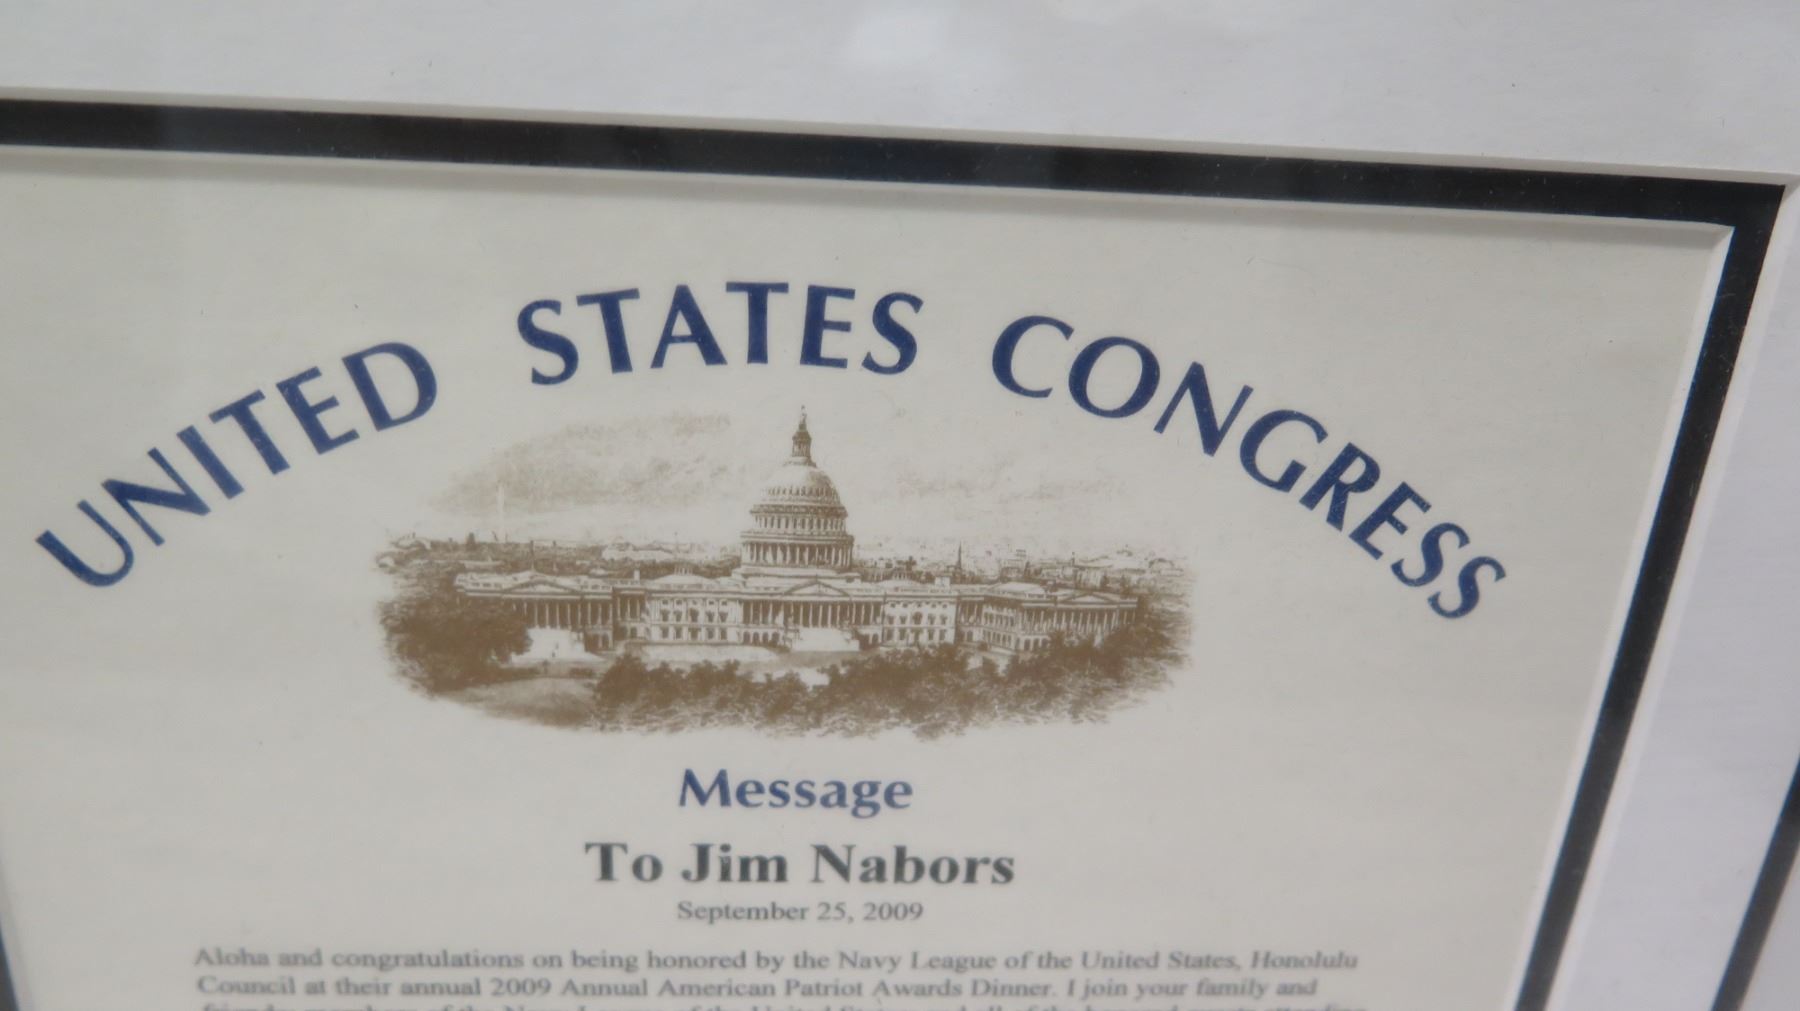 UNITED STATES CONGRESS
Message
To Jim Nabors
September 25, 2009
Aloha and congratulations on being honored by the Navy League of the United States, Honolulu
Council at their annual 2009 Annual American Patriot Awards Dinner. I join your family and